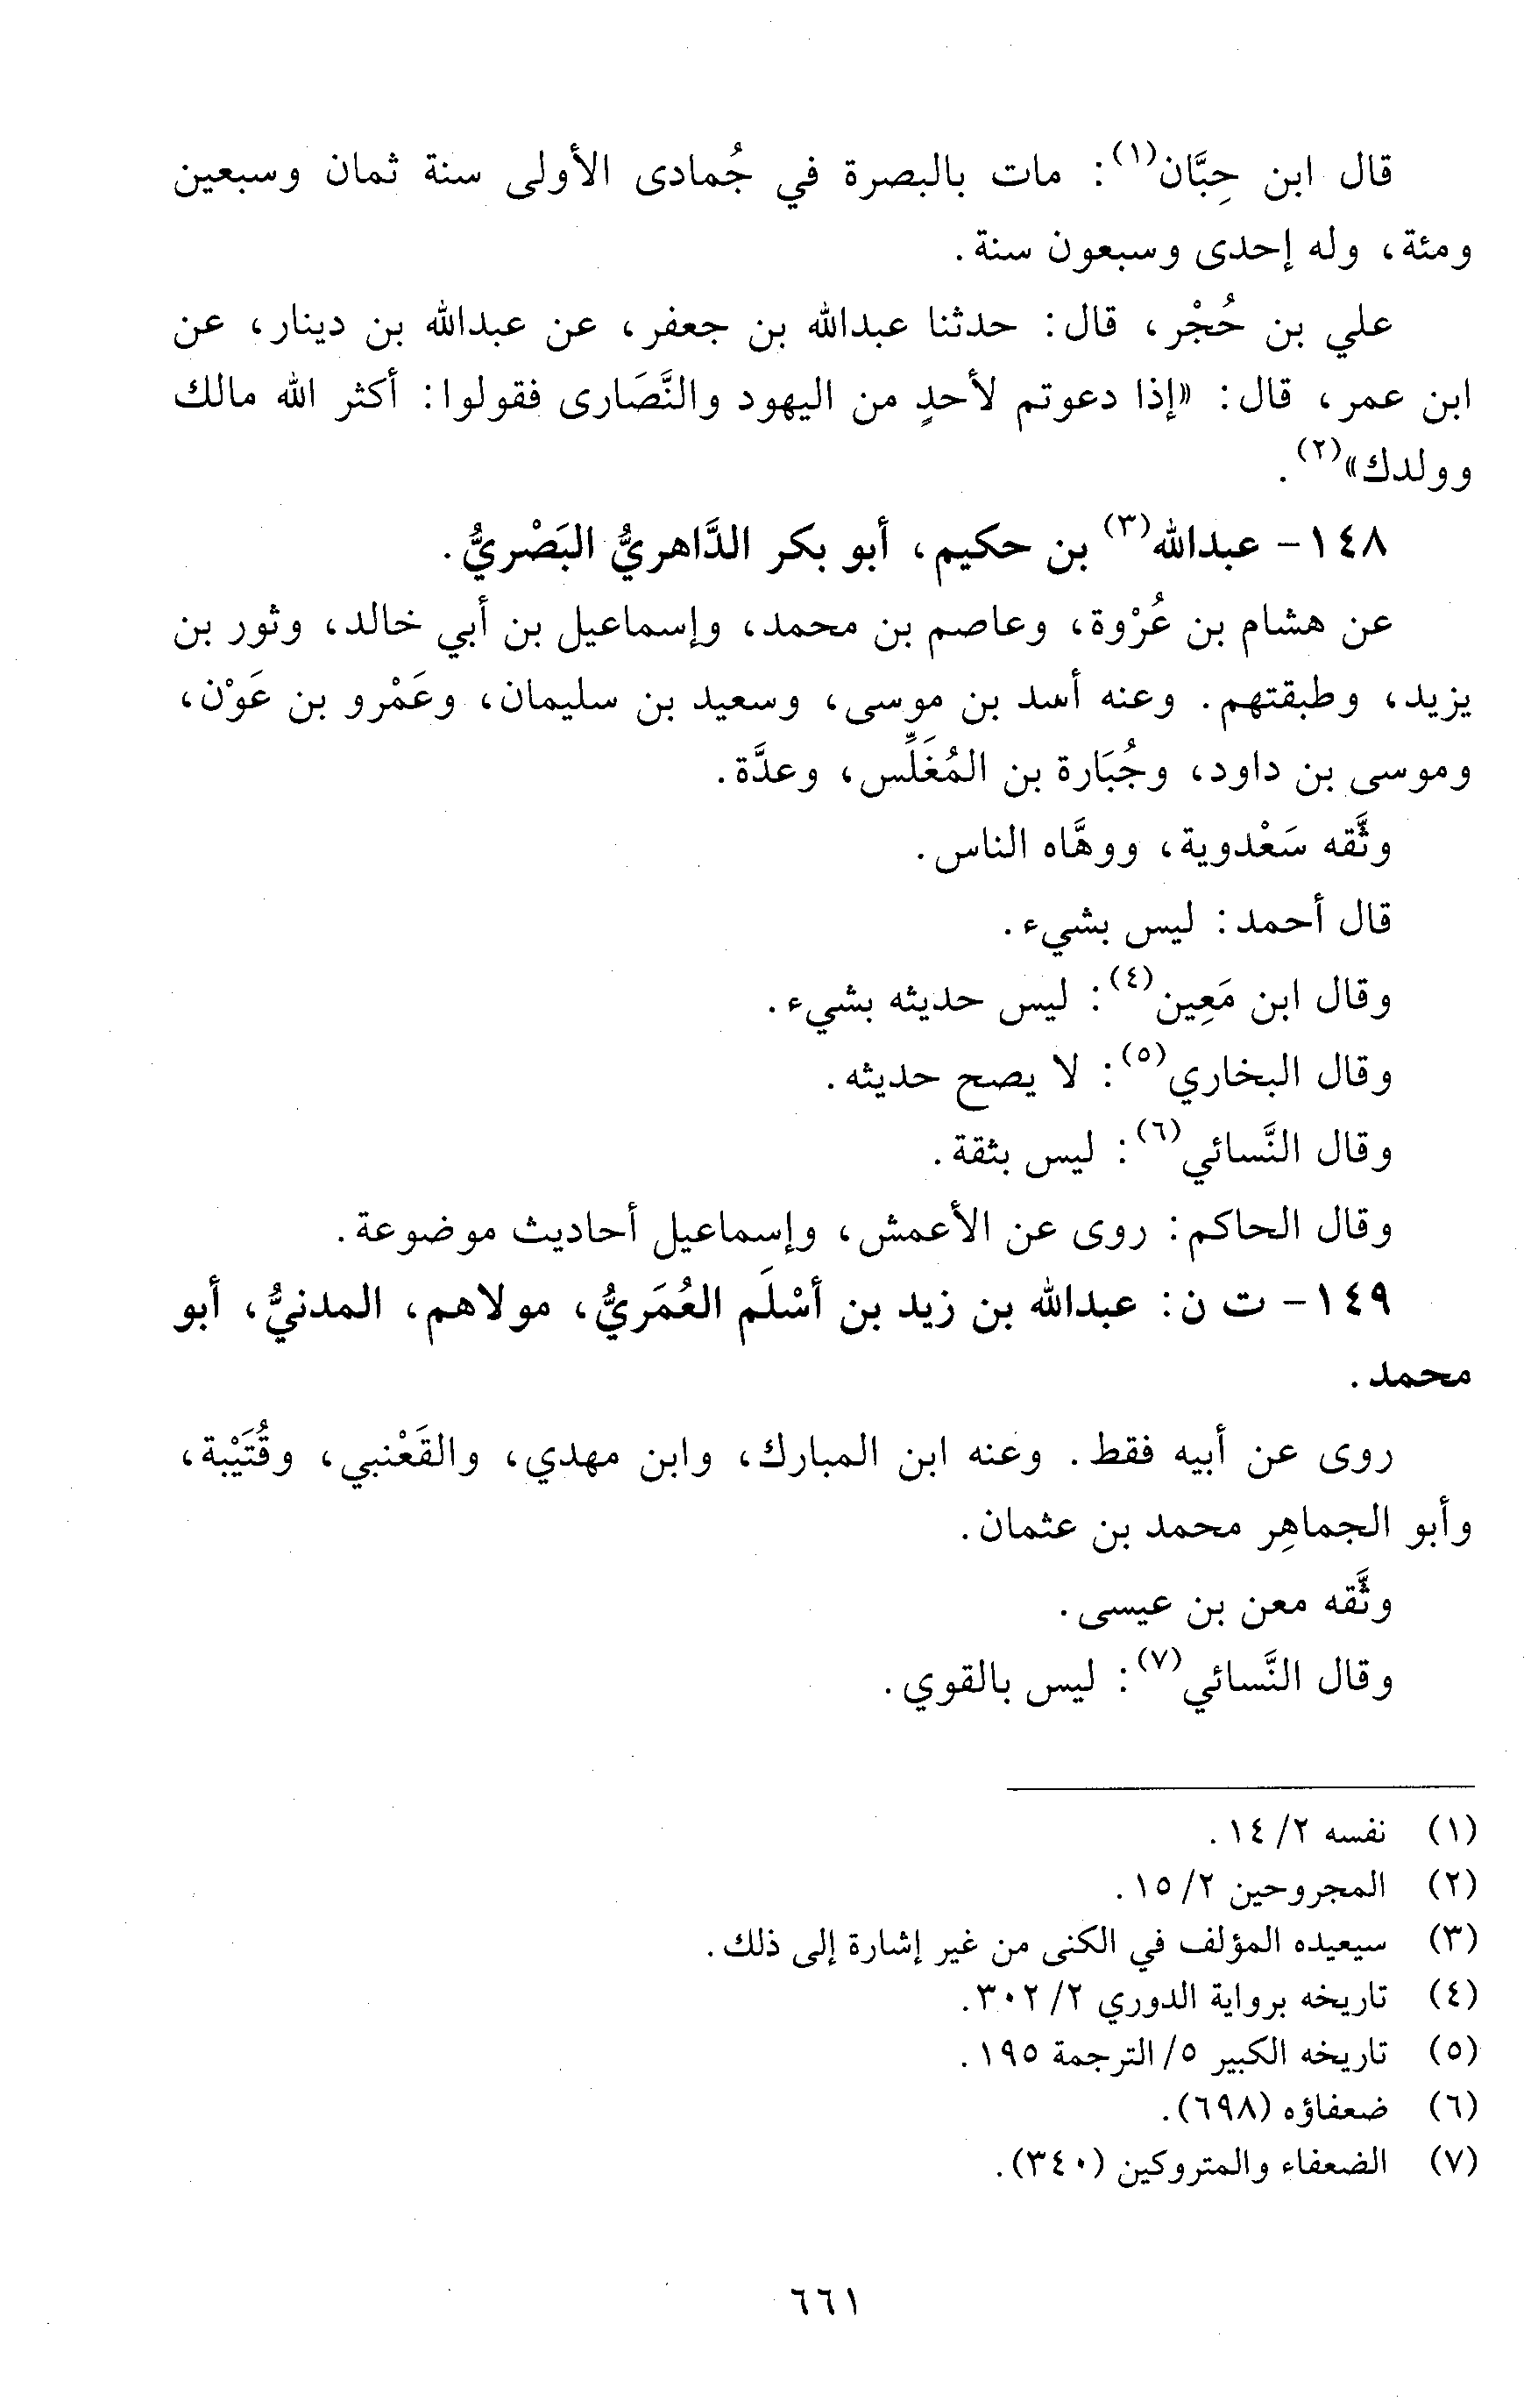 قال ابن حِبَّان(١): مات بالبصرة في جُمادى الأولى سنة ثمان وسبعين
ومئة، وله إحدى وسبعون سنة.
علي بن حُجْر، قال: حدثنا عبدالله بن جعفر، عن عبدالله بن دينار، عن
ابن عمر، قال: «إذا دعوتم لأحدٍ من اليهود والنَّصَارى فقولوا: أكثر الله مالك
وولدك»(٢).
١٤٨- عبدالله(٣) بن حكيم، أبو بكر الدَّاهريُّ البَصْريُّ.
عن هشام بن عُرْوة، وعاصم بن محمد، وإسماعيل بن أبي خالد، وثور بن
يزيد، وطبقتهم. وعنه أسد بن موسى، وسعيد بن سليمان، وعَمْرو بن عَوْن،
وموسى بن داود، وجُبَارة بن المُغَلِّس، وعدَّة.
وثَّقه سَعْدوية، ووهَّاه الناس.
قال أحمد: ليس بشيء.
وقال ابن مَعِين(٤): ليس حديثه بشيء.
وقال البخاري(٥): لا يصح حديثه.
وقال النَّسائي(٦): ليس بثقة.
وقال الحاكم: روى عن الأعمش، وإسماعيل أحاديث موضوعة.
١٤٩- ت ن: عبدالله بن زيد بن أسْلَم العُمَريُّ، مولاهم، المدنيُّ، أبو
محمد.
روى عن أبيه فقط. وعنه ابن المبارك، وابن مهدي، والقَعْنبي، وقُتَيْبة،
وأبو الجماهِر محمد بن عثمان.
وثَّقه معن بن عيسى.
وقال النَّسائي(٧): ليس بالقوي.
(١) نفسه ٢/ ١٤.
(٢) المجروحين ٢/ ١٥.
(٣) سيعيده المؤلف في الكنى من غير إشارة إلى ذلك.
(٤) تاريخه برواية الدوري ٢/ ٣٠٢.
(٥) تاريخه الكبير ٥/ الترجمة ١٩٥.
(٦) ضعفاؤه (٦٩٨).
(٧) الضعفاء والمتروكين (٣٤٠).
٦٦١